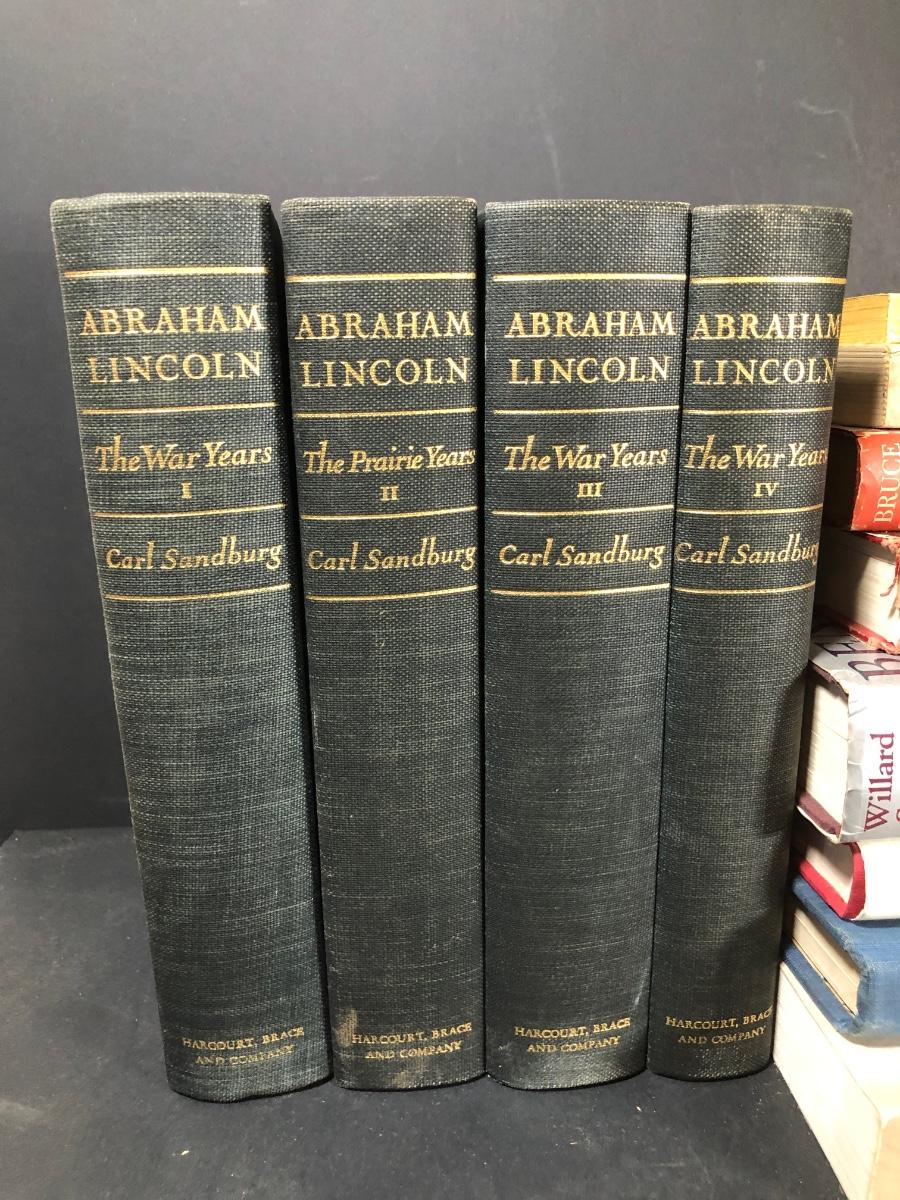 ABRAHAM
LINCOLN
The War Years
I
Carl Sandburg
HARCOURT, BRACE
AND COMPANY
ABRAHAM
LINCOLN
The Prairie Years
II
Carl Sandburg
HARCOURT, BRACE
AND COMPANY
ABRAHAM
LINCOLN
The War Years
III
Carl Sandburg
HARCOURT, BRACE
AND COMPANY
ABRAHAM
LINCOLN
The War Years
IV
Carl Sandburg
HARCOURT, BRACE
AND COMPANY
BRUCE
Willard